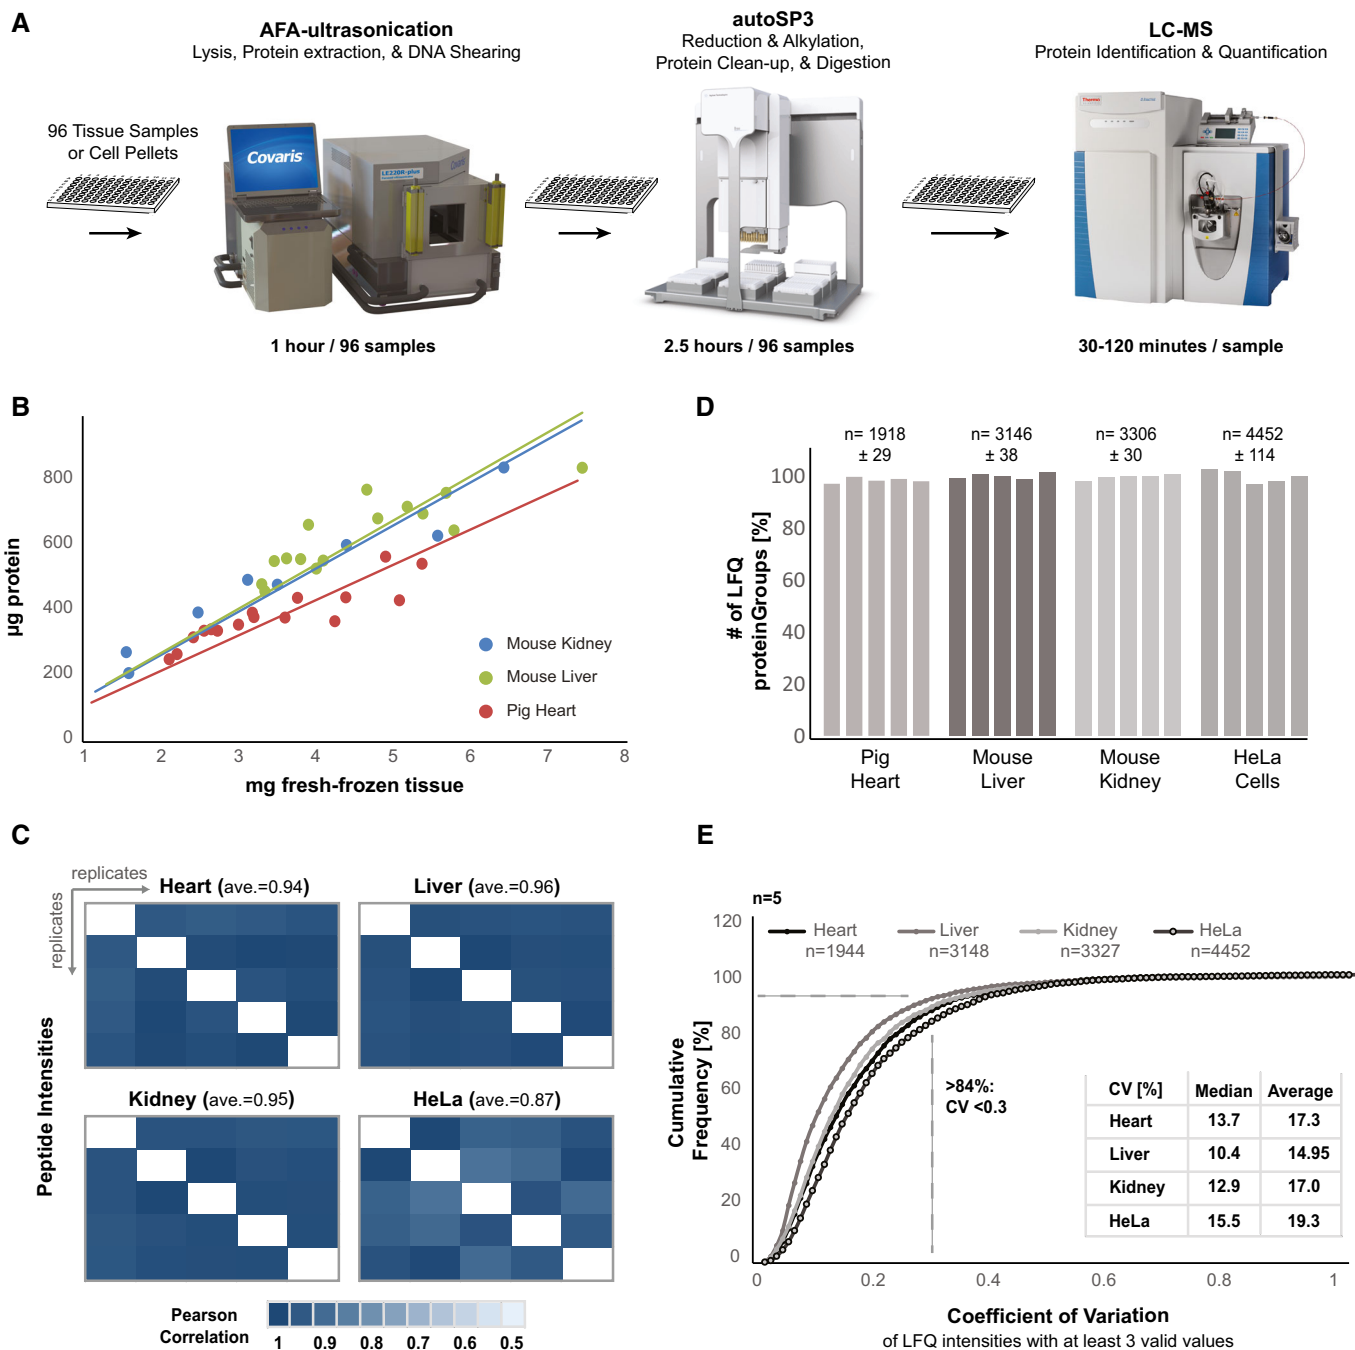 A
AFA-ultrasonication
Lysis, Protein extraction, & DNA Shearing
autoSP3
Reduction & Alkylation,
Protein Clean-up, & Digestion
LC-MS
Protein Identification & Quantification
96 Tissue Samples
or Cell Pellets
Covaris
LE220R-plus
Covaris
Thermo
1 hour / 96 samples
2.5 hours / 96 samples
30-120 minutes / sample
B
µg protein
800
600
400
200
0
1 2 3 4 5 6 7 8
mg fresh-frozen tissue
Mouse Kidney
Mouse Liver
Pig Heart
D
# of LFQ
proteinGroups [%]
n= 1918
± 29
n= 3146
± 38
n= 3306
± 30
n= 4452
± 114
100
80
60
40
20
0
Pig
Heart
Mouse
Liver
Mouse
Kidney
HeLa
Cells
C
replicates
replicates
Peptide Intensities
Heart (ave.=0.94)
Liver (ave.=0.96)
Kidney (ave.=0.95)
HeLa (ave.=0.87)
Pearson
Correlation
1 0.9 0.8 0.7 0.6 0.5
E
n=5
Cumulative
Frequency [%]
120
100
80
60
40
20
0
Heart
n=1944
Liver
n=3148
Kidney
n=3327
HeLa
n=4452
>84%:
CV <0.3
CV [%] Median Average
Heart 13.7 17.3
Liver 10.4 14.95
Kidney 12.9 17.0
HeLa 15.5 19.3
0 0.2 0.4 0.6 0.8 1
Coefficient of Variation
of LFQ intensities with at least 3 valid values